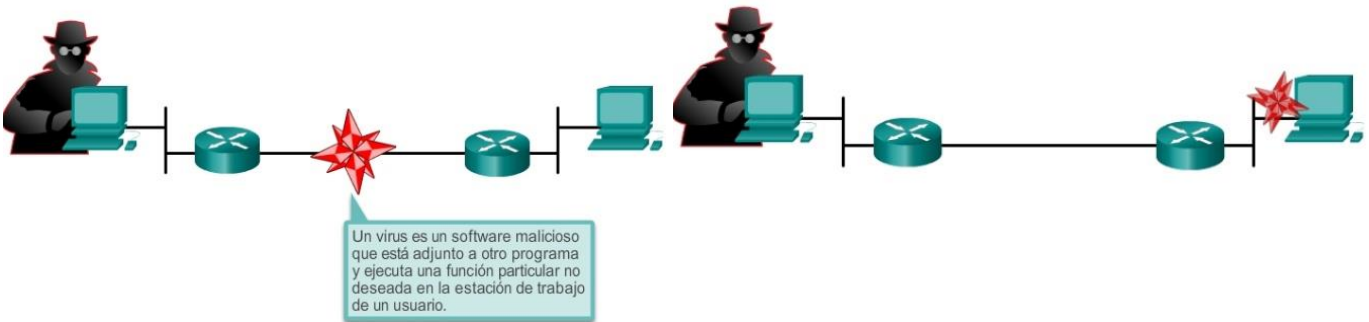 Un virus es un software malicioso
que está adjunto a otro programa
y ejecuta una función particular no
deseada en la estación de trabajo
de un usuario.